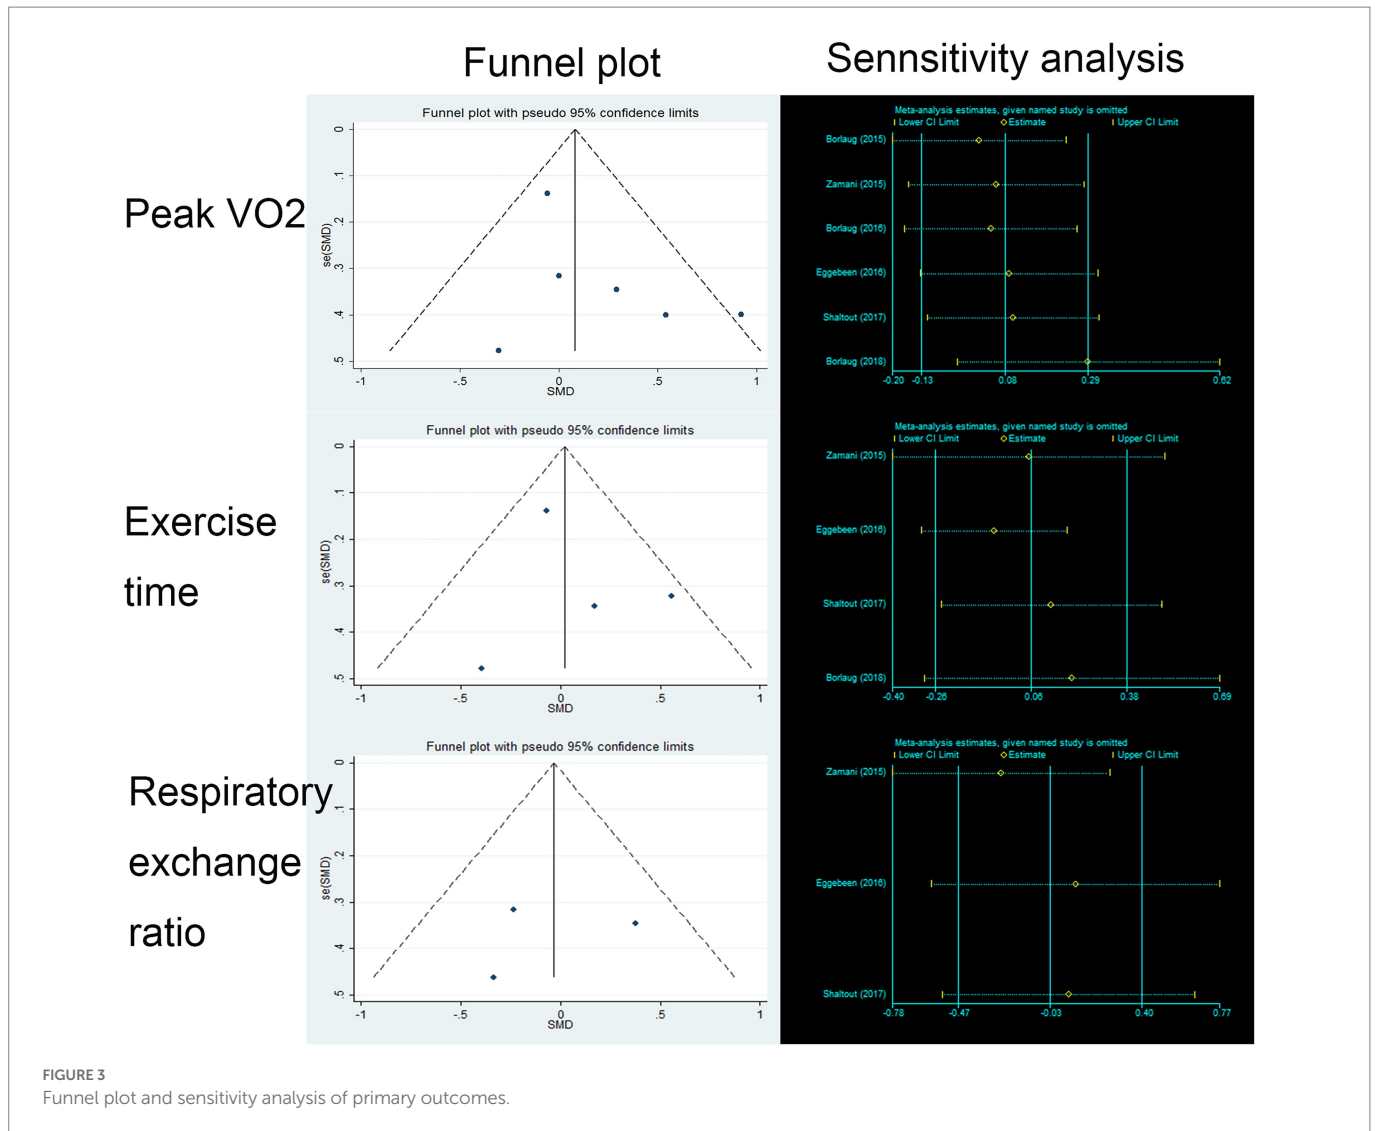 Funnel plot
Sennsitivity analysis
Peak VO2
Funnel plot with pseudo 95% confidence limits
0
.1
.2
.3
.4
.5
se(SMD)
-1
-.5
0
.5
1
SMD
Meta-analysis estimates, given named study is omitted
Lower CI Limit
Estimate
Upper CI Limit
Borlaug (2015)
Zamani (2015)
Borlaug (2016)
Eggebeen (2016)
Shaltout (2017)
Borlaug (2018)
-0.20
-0.13
0.08
0.29
0.62
Exercise
time
Funnel plot with pseudo 95% confidence limits
0
.1
.2
.3
.4
.5
se(SMD)
-1
-.5
0
.5
1
SMD
Meta-analysis estimates, given named study is omitted
Lower CI Limit
Estimate
Upper CI Limit
Zamani (2015)
Eggebeen (2016)
Shaltout (2017)
Borlaug (2018)
-0.40
-0.26
0.06
0.38
0.69
Respiratory
exchange
ratio
Funnel plot with pseudo 95% confidence limits
0
.1
.2
.3
.4
.5
se(SMD)
-1
-.5
0
.5
1
SMD
Meta-analysis estimates, given named study is omitted
Lower CI Limit
Estimate
Upper CI Limit
Zamani (2015)
Eggebeen (2016)
Shaltout (2017)
-0.78
-0.47
-0.03
0.40
0.77
FIGURE 3
Funnel plot and sensitivity analysis of primary outcomes.